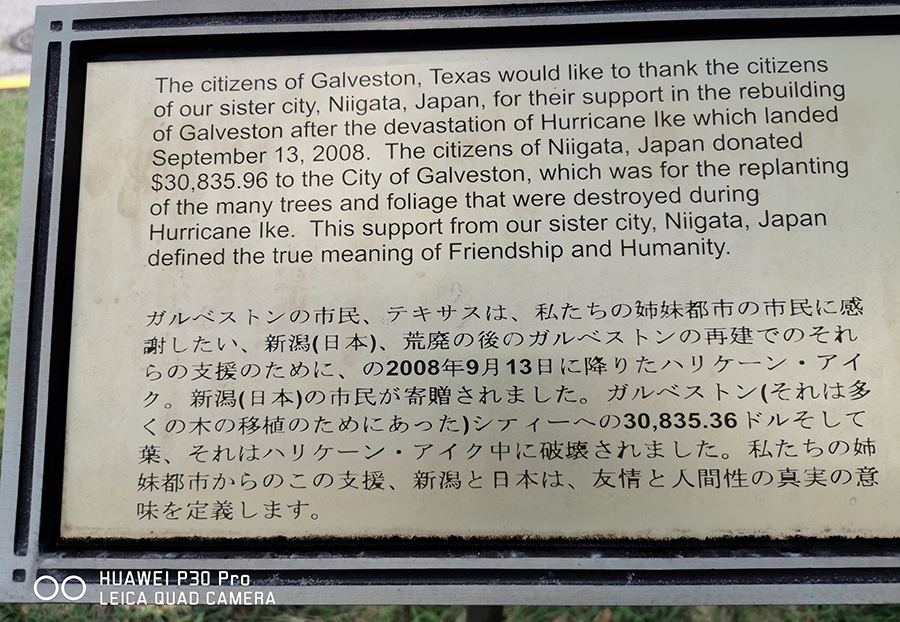 The citizens of Galveston, Texas would like to thank the citizens
of our sister city, Niigata, Japan, for their support in the rebuilding
of Galveston after the devastation of Hurricane Ike which landed
September 13, 2008. The citizens of Niigata, Japan donated
$30,835.96 to the City of Galveston, which was for the replanting
of the many trees and foliage that were destroyed during
Hurricane Ike. This support from our sister city, Niigata, Japan
defined the true meaning of Friendship and Humanity.
ガルベストンの市民、テキサスは、私たちの姉妹都市の市民に感
謝したい、新潟(日本)、荒廃の後のガルベストンの再建でのそれ
らの支援のために、の2008年9月13日に降りたハリケーン・アイ
ク。新潟(日本)の市民が寄贈されました。ガルベストン(それは多
くの木の移植のためにあった)シティーへの30,835.36ドルそして
葉、それはハリケーン・アイク中に破壊されました。私たちの姉
妹都市からのこの支援、新潟と日本は、友情と人間性の真実の意
味を定義します。
HUAWEI P30 Pro
LEICA QUAD CAMERA